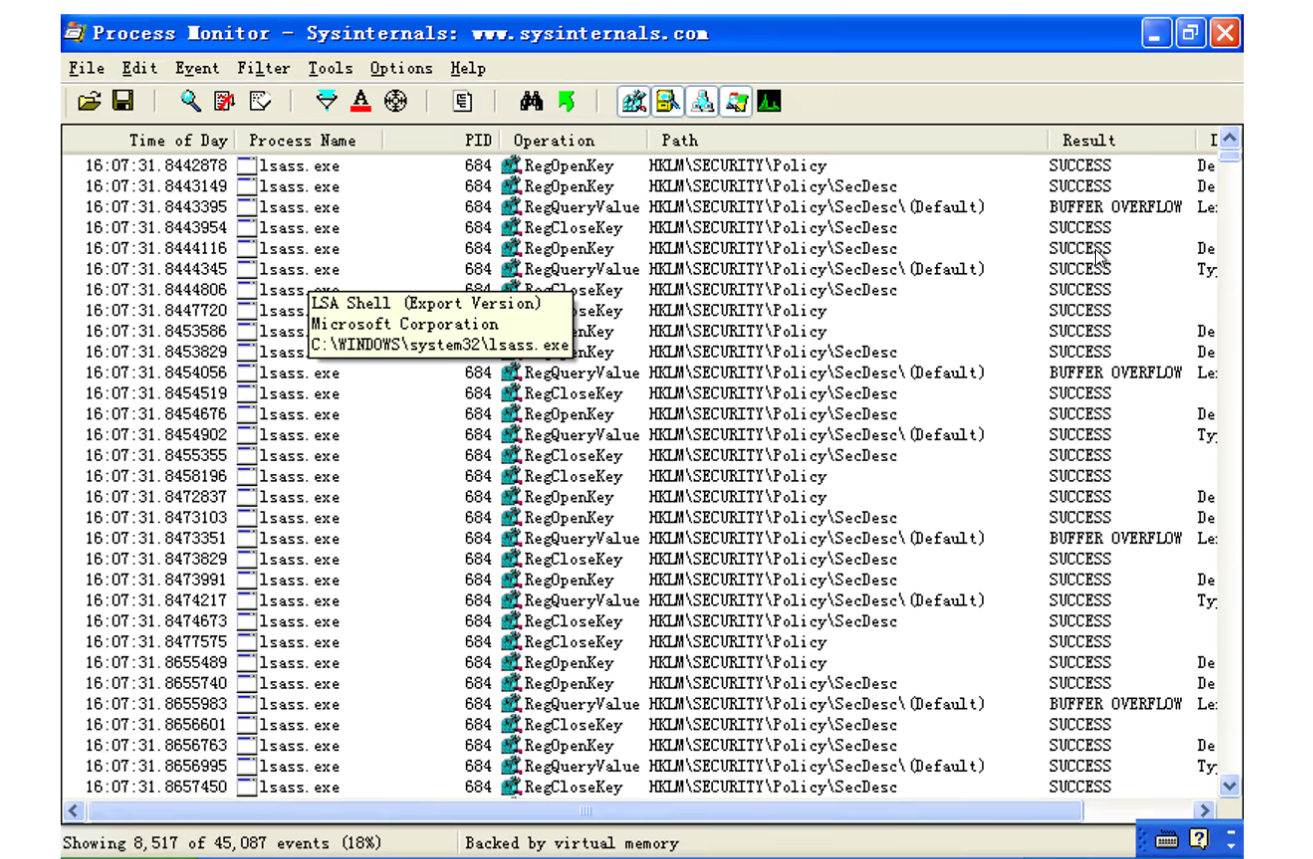 Process Monitor - Sysinternals: www.sysinternals.com
File Edit Event Filter Tools Options Help
Time of Day Process Name PID Operation Path Result
16:07:31.8442878 lsass.exe 684 RegOpenKey HKLM\SECURITY\Policy SUCCESS De
16:07:31.8443149 lsass.exe 684 RegOpenKey HKLM\SECURITY\Policy\SecDesc SUCCESS De
16:07:31.8443395 lsass.exe 684 RegQueryValue HKLM\SECURITY\Policy\SecDesc\(Default) BUFFER OVERFLOW Le
16:07:31.8443954 lsass.exe 684 RegCloseKey HKLM\SECURITY\Policy\SecDesc SUCCESS
16:07:31.8444116 lsass.exe 684 RegOpenKey HKLM\SECURITY\Policy\SecDesc SUCCESS De
16:07:31.8444345 lsass.exe 684 RegQueryValue HKLM\SECURITY\Policy\SecDesc\(Default) SUCCESS Ty
16:07:31.8444806 lsass.exe 684 RegCloseKey HKLM\SECURITY\Policy\SecDesc SUCCESS
LSA Shell (Export Version)
Microsoft Corporation
C:\WINDOWS\system32\lsass.exe
16:07:31.8447720 lsass. seKey HKLM\SECURITY\Policy SUCCESS
16:07:31.8453586 lsass. nKey HKLM\SECURITY\Policy SUCCESS De
16:07:31.8453829 lsass. nKey HKLM\SECURITY\Policy\SecDesc SUCCESS De
16:07:31.8454056 lsass.exe 684 RegQueryValue HKLM\SECURITY\Policy\SecDesc\(Default) BUFFER OVERFLOW Le
16:07:31.8454519 lsass.exe 684 RegCloseKey HKLM\SECURITY\Policy\SecDesc SUCCESS
16:07:31.8454676 lsass.exe 684 RegOpenKey HKLM\SECURITY\Policy\SecDesc SUCCESS De
16:07:31.8454902 lsass.exe 684 RegQueryValue HKLM\SECURITY\Policy\SecDesc\(Default) SUCCESS Ty
16:07:31.8455355 lsass.exe 684 RegCloseKey HKLM\SECURITY\Policy\SecDesc SUCCESS
16:07:31.8458196 lsass.exe 684 RegCloseKey HKLM\SECURITY\Policy SUCCESS
16:07:31.8472837 lsass.exe 684 RegOpenKey HKLM\SECURITY\Policy SUCCESS De
16:07:31.8473103 lsass.exe 684 RegOpenKey HKLM\SECURITY\Policy\SecDesc SUCCESS De
16:07:31.8473351 lsass.exe 684 RegQueryValue HKLM\SECURITY\Policy\SecDesc\(Default) BUFFER OVERFLOW Le
16:07:31.8473829 lsass.exe 684 RegCloseKey HKLM\SECURITY\Policy\SecDesc SUCCESS
16:07:31.8473991 lsass.exe 684 RegOpenKey HKLM\SECURITY\Policy\SecDesc SUCCESS De
16:07:31.8474217 lsass.exe 684 RegQueryValue HKLM\SECURITY\Policy\SecDesc\(Default) SUCCESS Ty
16:07:31.8474673 lsass.exe 684 RegCloseKey HKLM\SECURITY\Policy\SecDesc SUCCESS
16:07:31.8477575 lsass.exe 684 RegCloseKey HKLM\SECURITY\Policy SUCCESS
16:07:31.8655489 lsass.exe 684 RegOpenKey HKLM\SECURITY\Policy SUCCESS De
16:07:31.8655740 lsass.exe 684 RegOpenKey HKLM\SECURITY\Policy\SecDesc SUCCESS De
16:07:31.8655983 lsass.exe 684 RegQueryValue HKLM\SECURITY\Policy\SecDesc\(Default) BUFFER OVERFLOW Le
16:07:31.8656601 lsass.exe 684 RegCloseKey HKLM\SECURITY\Policy\SecDesc SUCCESS
16:07:31.8656763 lsass.exe 684 RegOpenKey HKLM\SECURITY\Policy\SecDesc SUCCESS De
16:07:31.8656995 lsass.exe 684 RegQueryValue HKLM\SECURITY\Policy\SecDesc\(Default) SUCCESS Ty
16:07:31.8657450 lsass.exe 684 RegCloseKey HKLM\SECURITY\Policy\SecDesc SUCCESS
Showing 8,517 of 45,087 events (18%) Backed by virtual memory